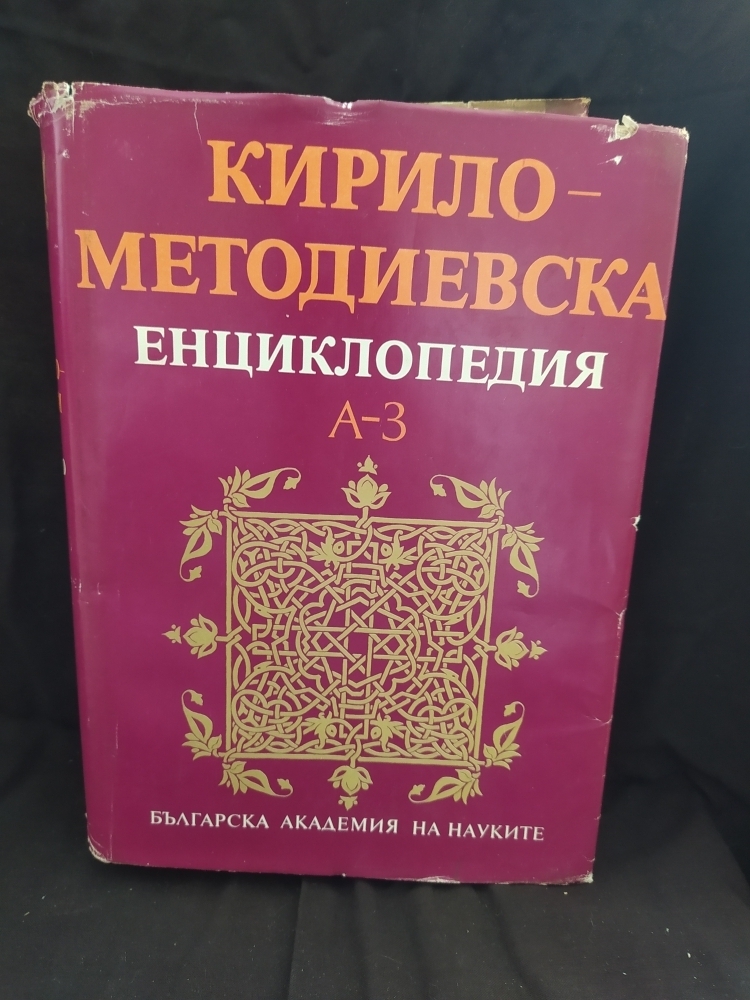 КИРИЛО–
МЕТОДИЕВСКА
ЕНЦИКЛОПЕДИЯ
А–З
БЪЛГАРСКА АКАДЕМИЯ НА НАУКИТЕ